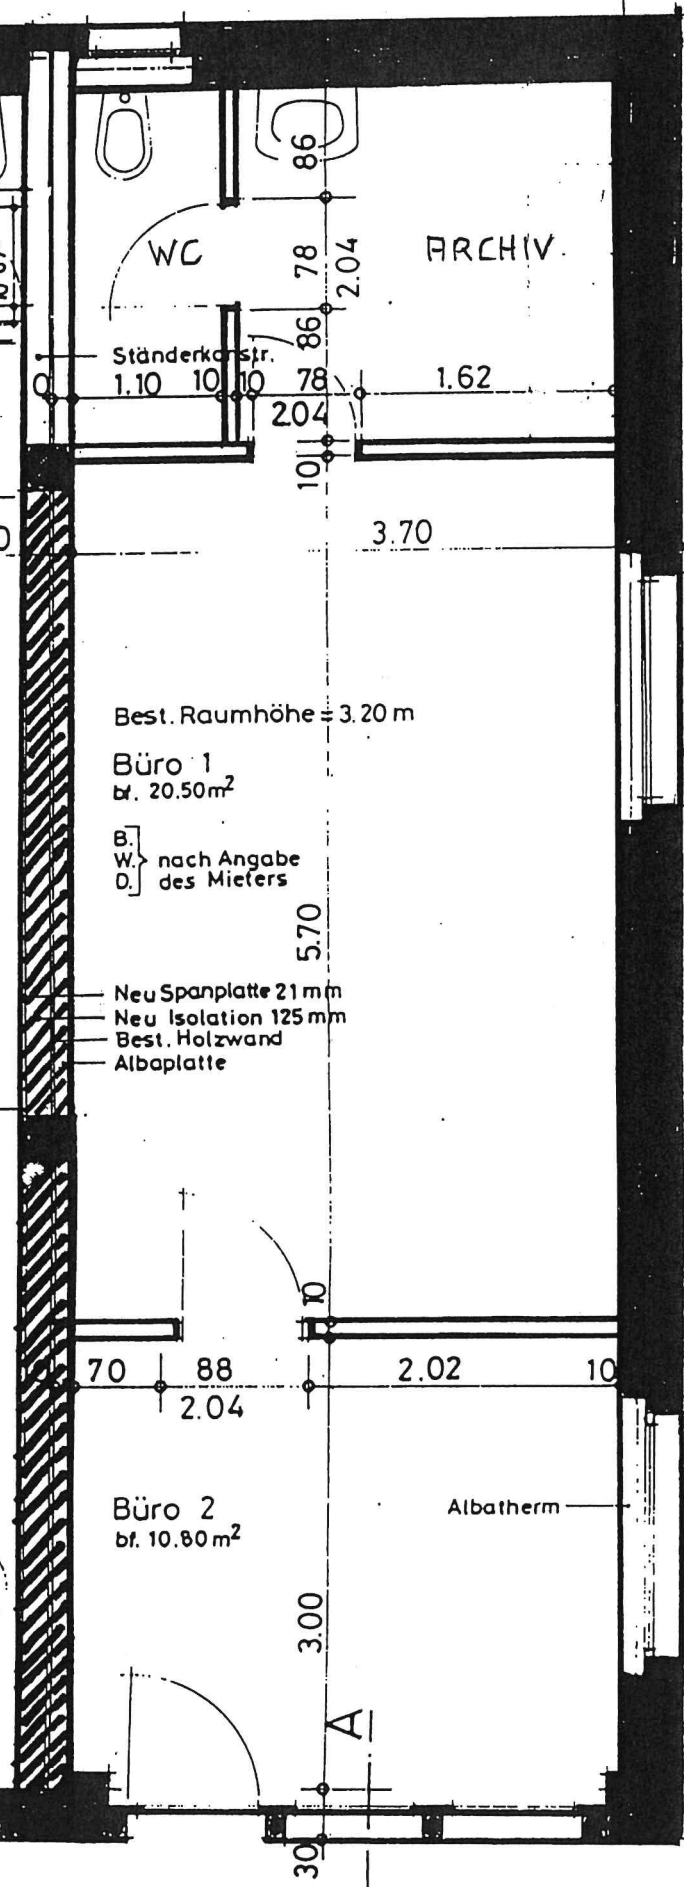 86
WC
78
2.04
ARCHIV
86
Ständerkonstr.
0
1.10
10
10
78
2.04
1.62
10
0
3.70
Best. Raumhöhe = 3.20 m
Büro 1
bf. 20.50m²
B.
W. nach Angabe
D. des Mieters
5.70
Neu Spanplatte 21 mm
Neu Isolation 125 mm
Best. Holzwand
Albaplatte
10
70
88
2.04
2.02
10
Büro 2
bf. 10.80 m²
Albatherm
3.00
A
30